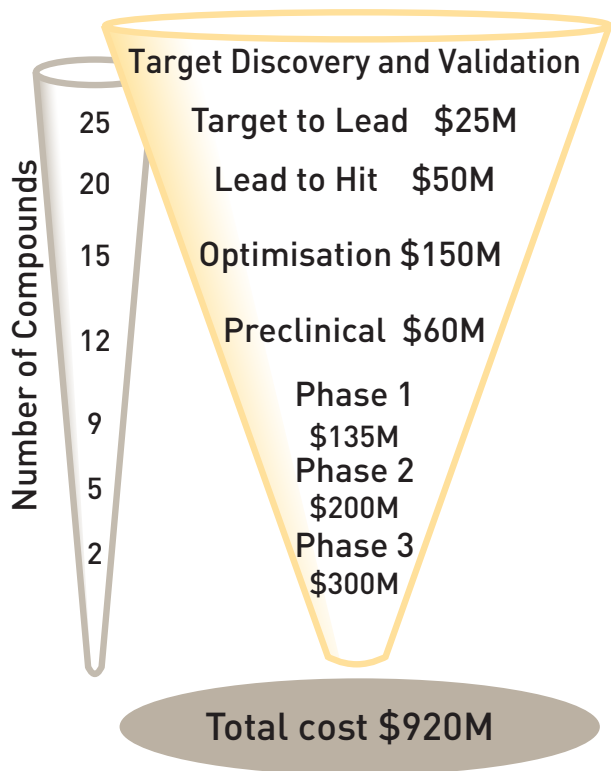 Target Discovery and Validation
Number of Compounds
25 Target to Lead $25M
20 Lead to Hit $50M
15 Optimisation $150M
12 Preclinical $60M
9 Phase 1
$135M
5 Phase 2
$200M
2 Phase 3
$300M
Total cost $920M